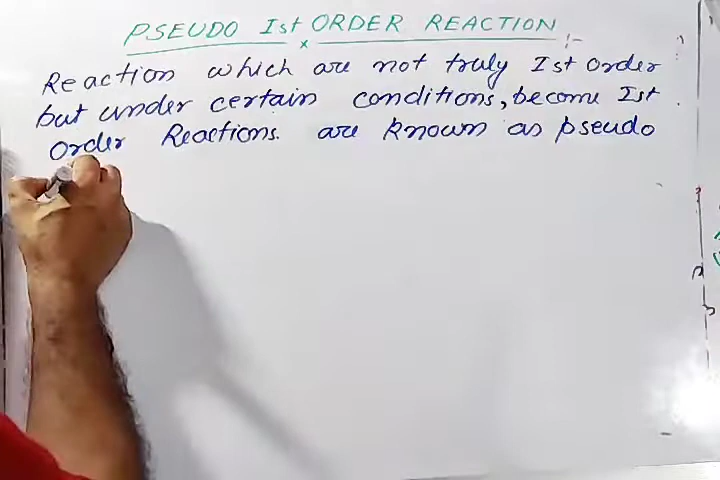 PSEUDO Ist ORDER REACTION :-
Reaction which are not truly Ist order
but under certain conditions, become Ist
Order Reactions. are known as pseudo